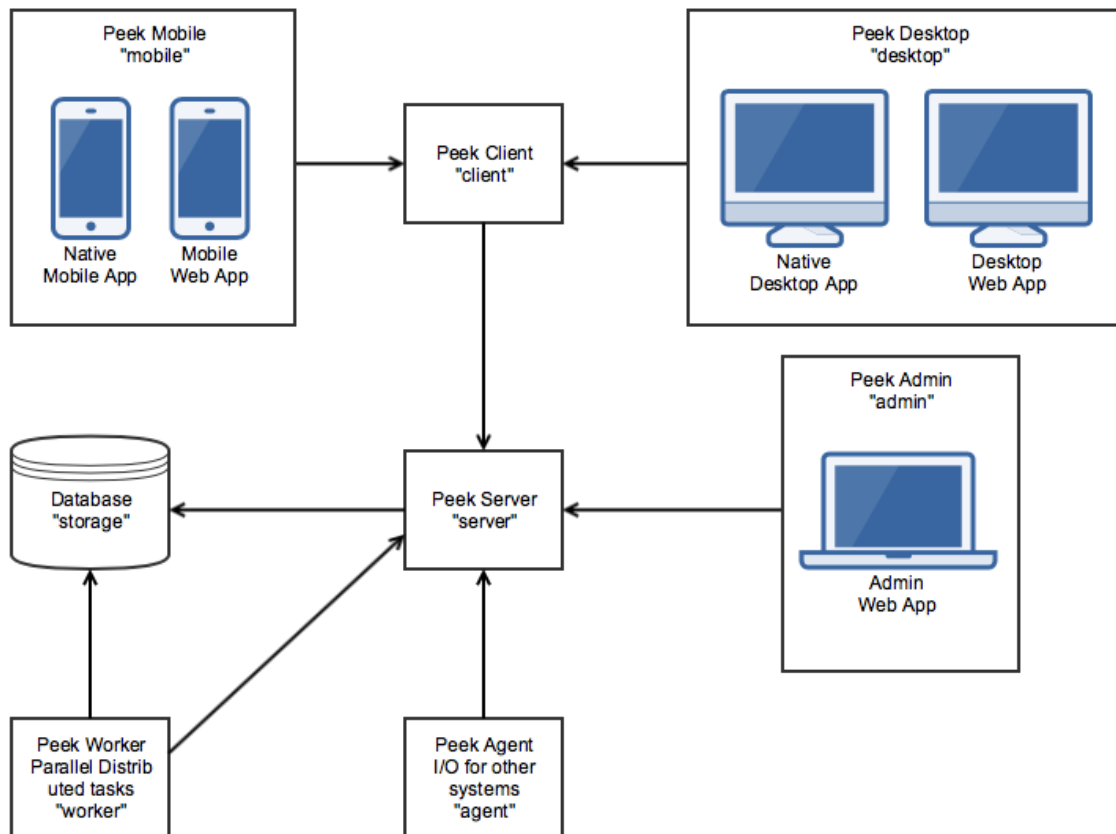 Peek Mobile
"mobile"
Native
Mobile App
Mobile
Web App
Peek Client
"client"
Peek Desktop
"desktop"
Native
Desktop App
Desktop
Web App
Peek Admin
"admin"
Admin
Web App
Database
"storage"
Peek Server
"server"
Peek Worker
Parallel Distrib
uted tasks
"worker"
Peek Agent
I/O for other
systems
"agent"